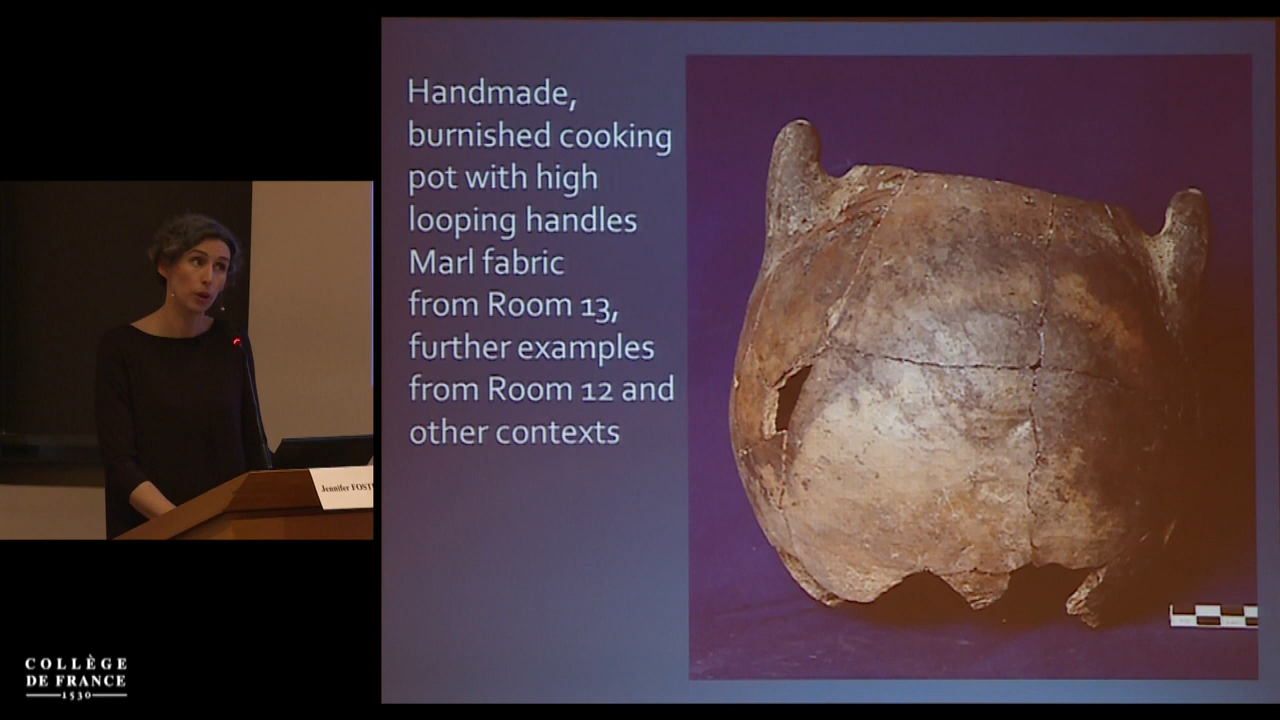 Handmade,
burnished cooking
pot with high
looping handles
Marl fabric
from Room 13,
further examples
from Room 12 and
other contexts
Jennifer
COLLÈGE
DE FRANCE
1530